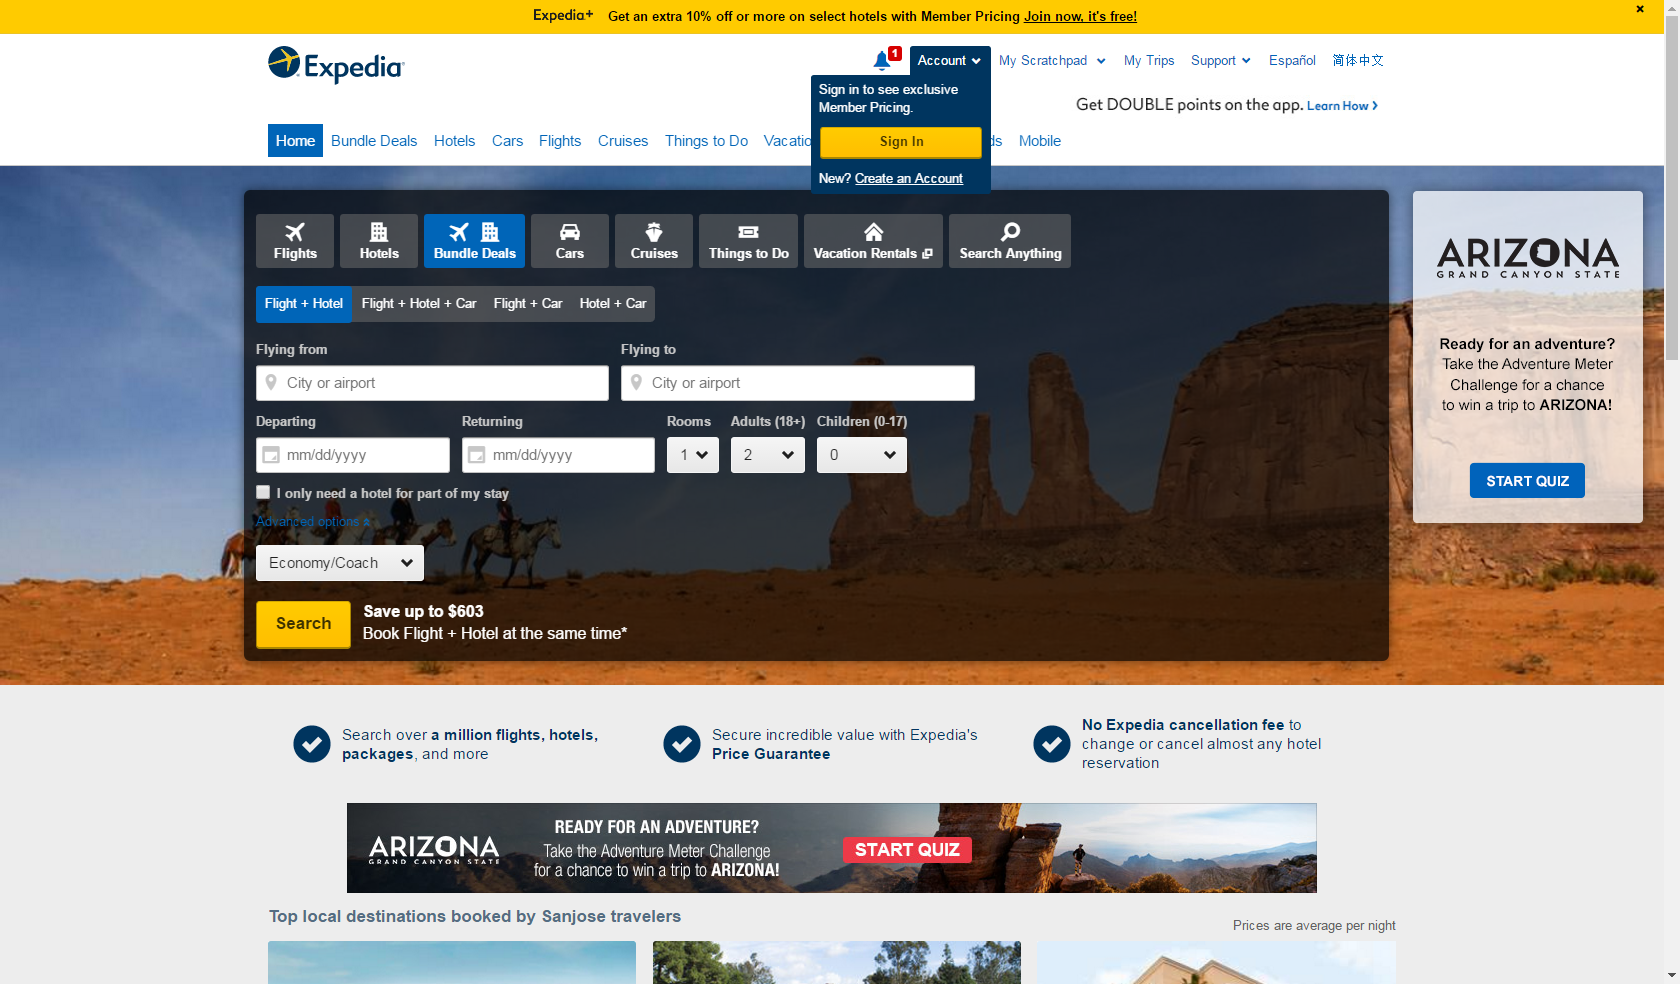 Expedia+ Get an extra 10% off or more on select hotels with Member Pricing Join now, it's free!
Expedia
1
Account
My Scratchpad
My Trips
Support
Español
简体中文
Sign in to see exclusive
Member Pricing.
Sign In
New? Create an Account
Get DOUBLE points on the app. Learn How
Home
Bundle Deals
Hotels
Cars
Flights
Cruises
Things to Do
Mobile
Flights
Hotels
Bundle Deals
Cars
Cruises
Things to Do
Vacation Rentals
Search Anything
Flight + Hotel
Flight + Hotel + Car
Flight + Car
Hotel + Car
Flying from
Flying to
City or airport
City or airport
Departing
Returning
Rooms
Adults (18+)
Children (0-17)
mm/dd/yyyy
mm/dd/yyyy
1
2
0
I only need a hotel for part of my stay
Advanced options
Economy/Coach
Search
Save up to $603
Book Flight + Hotel at the same time*
ARIZONA
GRAND CANYON STATE
Ready for an adventure?
Take the Adventure Meter
Challenge for a chance
to win a trip to ARIZONA!
START QUIZ
Search over a million flights, hotels,
packages, and more
Secure incredible value with Expedia's
Price Guarantee
No Expedia cancellation fee to
change or cancel almost any hotel
reservation
ARIZONA
GRAND CANYON STATE
READY FOR AN ADVENTURE?
Take the Adventure Meter Challenge
for a chance to win a trip to ARIZONA!
START QUIZ
Top local destinations booked by Sanjose travelers
Prices are average per night